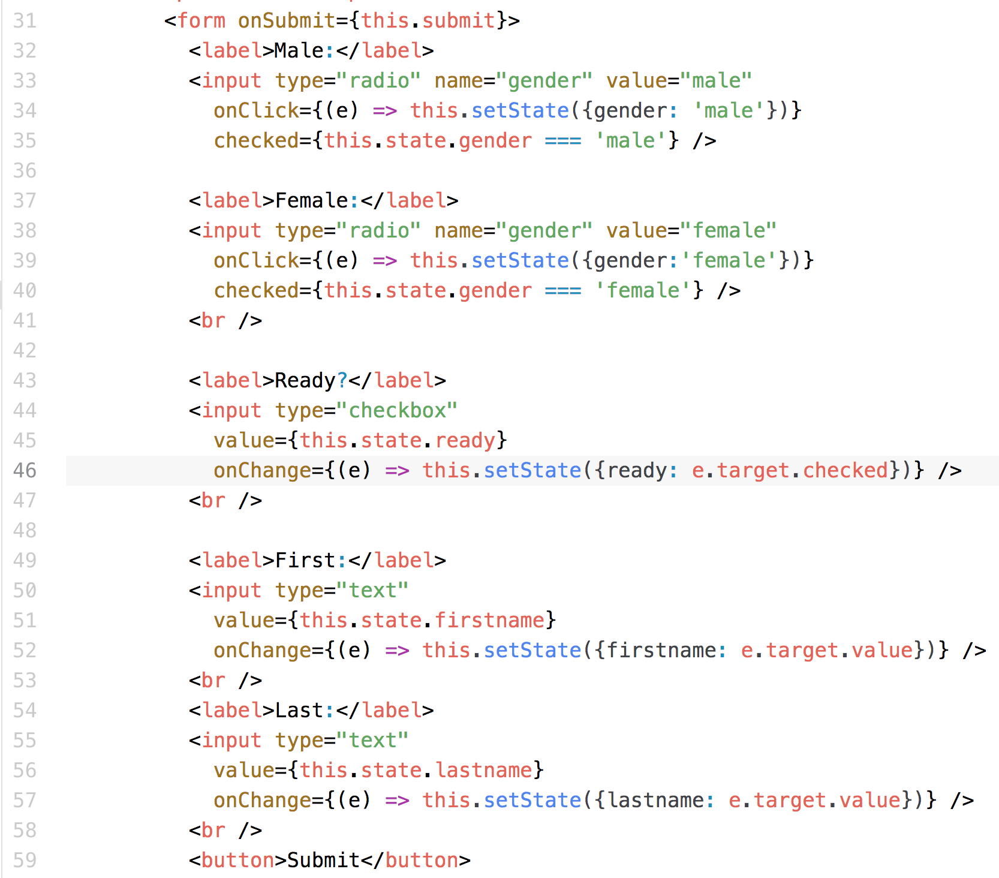 31 <form onSubmit={this.submit}>
32 <label>Male:</label>
33 <input type="radio" name="gender" value="male"
34 onClick={(e) => this.setState({gender: 'male'})}
35 checked={this.state.gender === 'male'} />
36
37 <label>Female:</label>
38 <input type="radio" name="gender" value="female"
39 onClick={(e) => this.setState({gender:'female'})}
40 checked={this.state.gender === 'female'} />
41 <br />
42
43 <label>Ready?</label>
44 <input type="checkbox"
45 value={this.state.ready}
46 onChange={(e) => this.setState({ready: e.target.checked})} />
47 <br />
48
49 <label>First:</label>
50 <input type="text"
51 value={this.state.firstname}
52 onChange={(e) => this.setState({firstname: e.target.value})} />
53 <br />
54 <label>Last:</label>
55 <input type="text"
56 value={this.state.lastname}
57 onChange={(e) => this.setState({lastname: e.target.value})} />
58 <br />
59 <button>Submit</button>